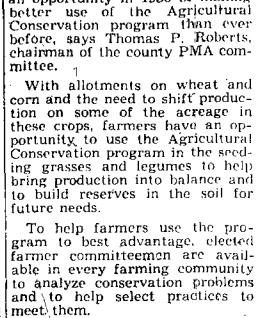 better use of the Agricultural
Conservation program than ever
before, says Thomas P. Roberts,
chairman of the county PMA com-
mittee.
With allotments on wheat and
corn and the need to shift produc-
tion on some of the acreage in
these crops, farmers have an op-
portunity to use the Agricultural
Conservation program in the seed-
ing grasses and legumes to help
bring production into balance and
to build reserves in the soil for
future needs.
To help farmers use the pro-
gram to best advantage, elected
farmer committeemen are avail-
able in every farming community
to analyze conservation problems
and to help select practices to
meet them.